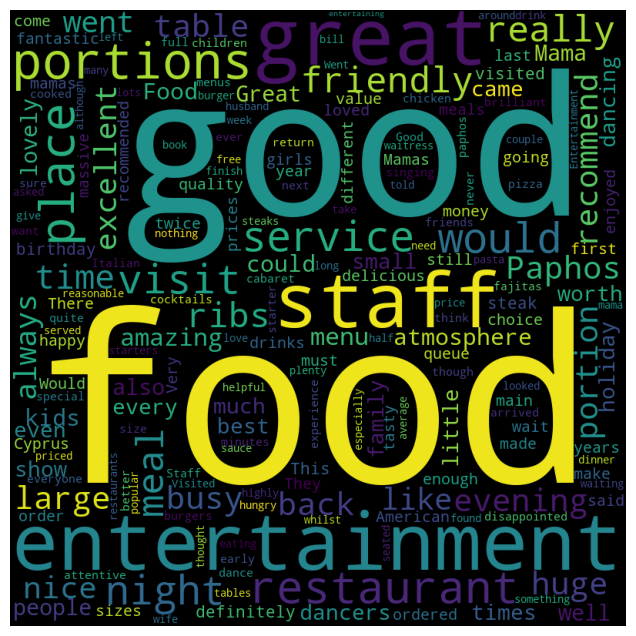 entertaining
come went table great really arounddrink
fantastic left full children bill Went last Mama
portions many menus burger friendly visited
mamas Food Great value came brilliant
cooked although lots husband week loved meals dancing Entertainment
lovely place massive excellent recommended ever quality
good
book return girls free year finish next
Good waitress couple Mamas singing told different
paphos never going pizza recommend
sure asked give want twice nothing prices steaks take need friends money enjoyed first
birthday Italian service would
time visit could small still pasta Paphos
There reasonable cocktails cabaret long delicious fajitas mama worth
quite ribs staff price steak think choice
always happy served starters amazing love drinks starter menu half atmosphere queue though holiday portion
food
Would also Very must plenty
kids special every helpful much best especially average family tasty little main looked arrived wait made
even Cyprus priced size minutes experience
show everyone meal restaurants better popular Staff Visited sauce This They enough years dinner make waiting
large busy back like evening said
order burgers highly hungry whilst American found disappointed
entertainment
thought eating early seated
nice attentive night dance restaurant something huge
people sizes wife tables definitely dancers ordered times well